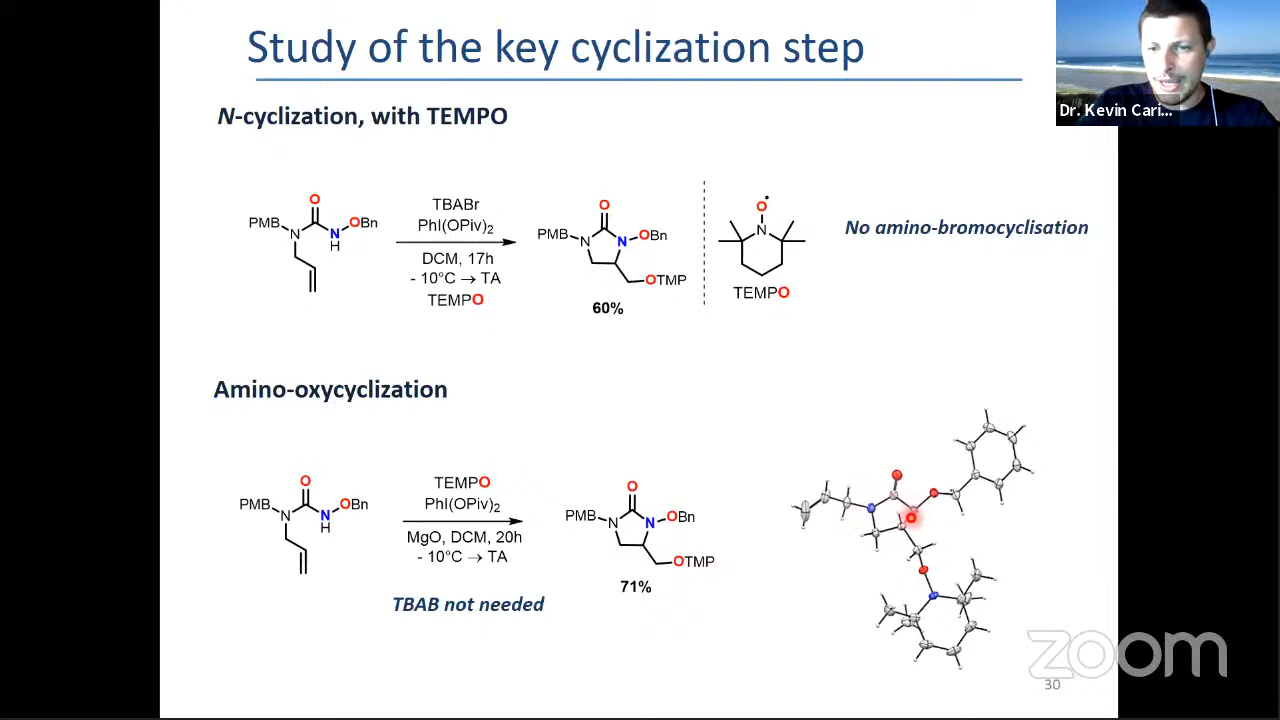 Study of the key cyclization step
Dr. Kevin Cari...
N-cyclization, with TEMPO
O
PMB
N
N
H
OBn
TBABr
PhI(OPiv)2
DCM, 17h
- 10°C → TA
TEMPO
O
PMB
N
N
OBn
OTMP
60%
O•
N
TEMPO
No amino-bromocyclisation
Amino-oxycyclization
O
PMB
N
N
H
OBn
TEMPO
PhI(OPiv)2
MgO, DCM, 20h
- 10°C → TA
TBAB not needed
O
PMB
N
N
OBn
OTMP
71%
zoom
30